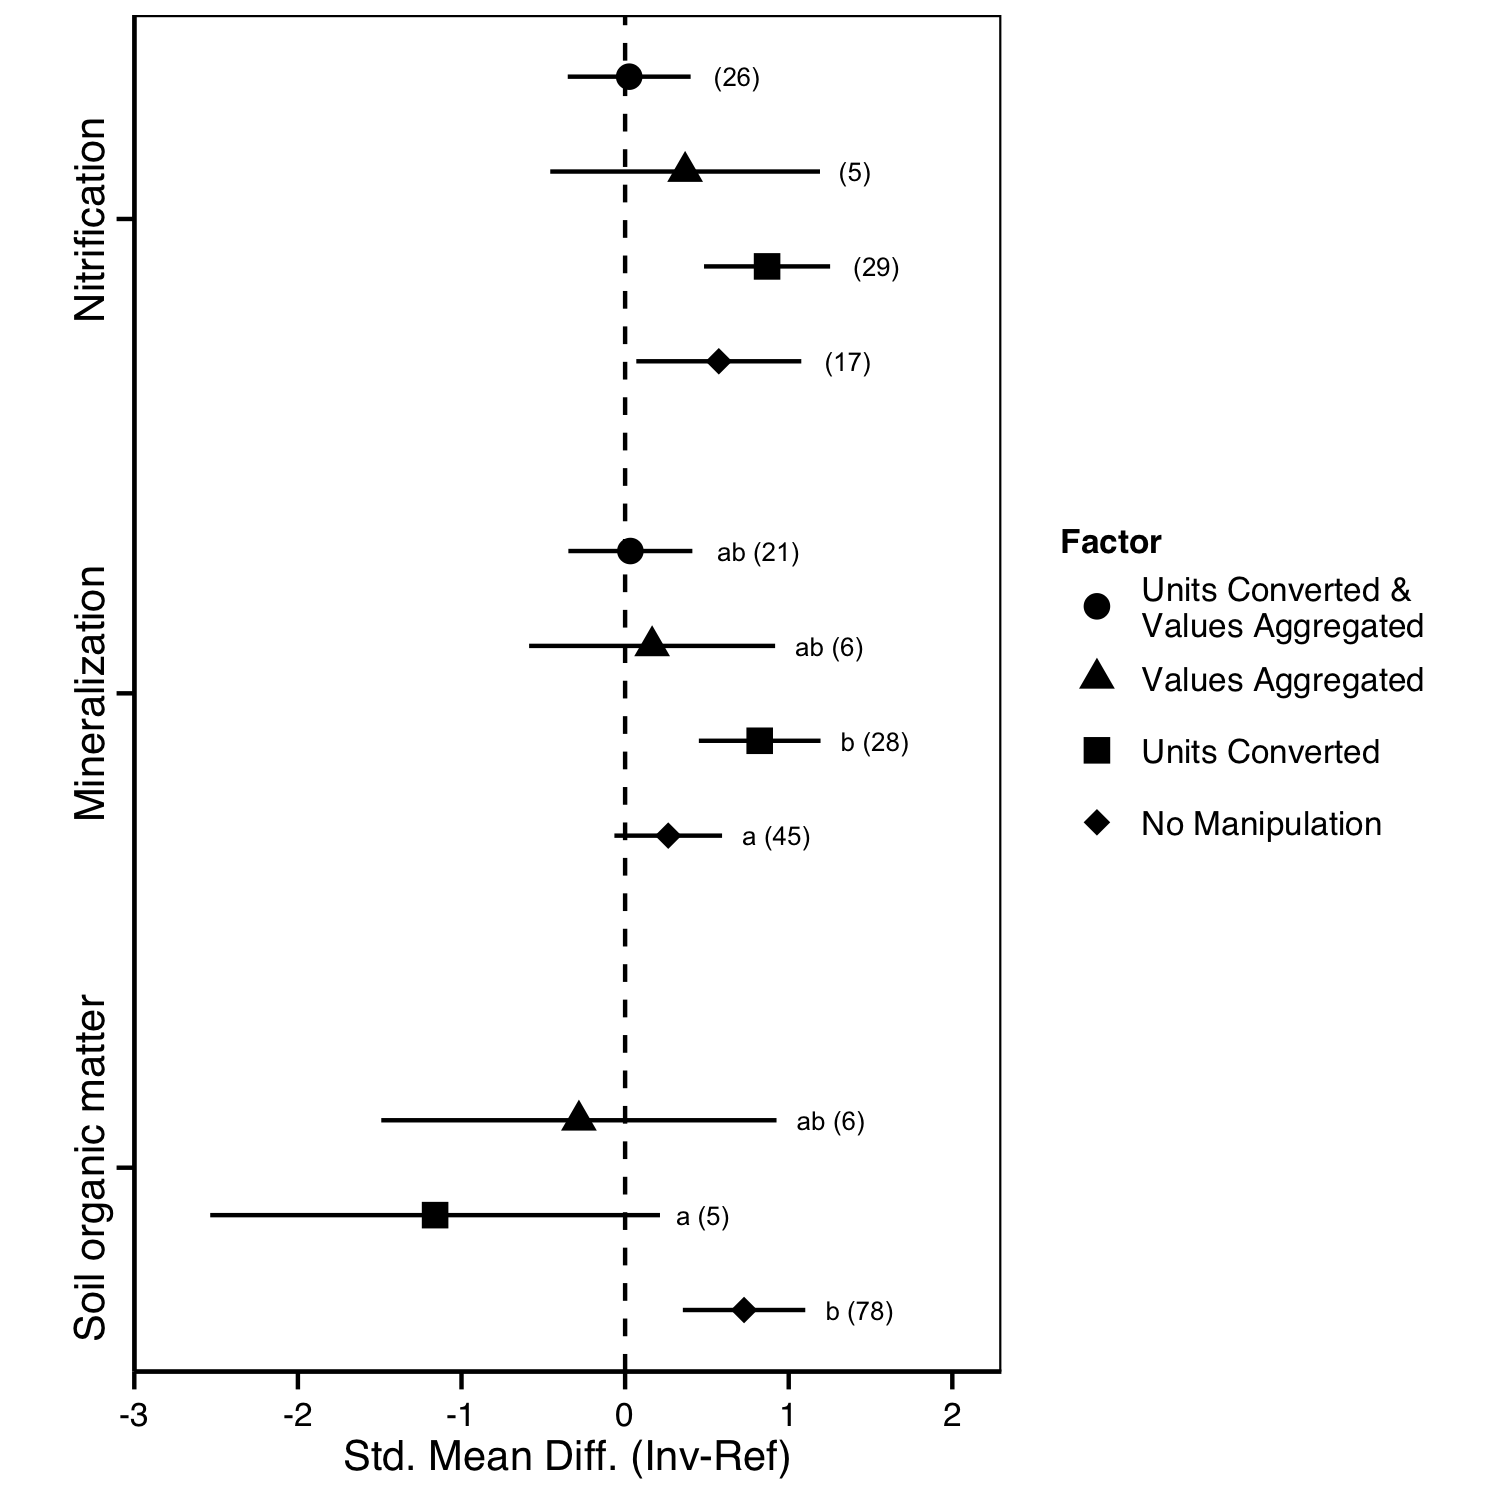 Nitrification
(26)
(5)
(29)
(17)
Mineralization
ab (21)
ab (6)
b (28)
a (45)
Soil organic matter
ab (6)
a (5)
b (78)
-3 -2 -1 0 1 2
Std. Mean Diff. (Inv-Ref)
Factor
Units Converted &
Values Aggregated
Values Aggregated
Units Converted
No Manipulation